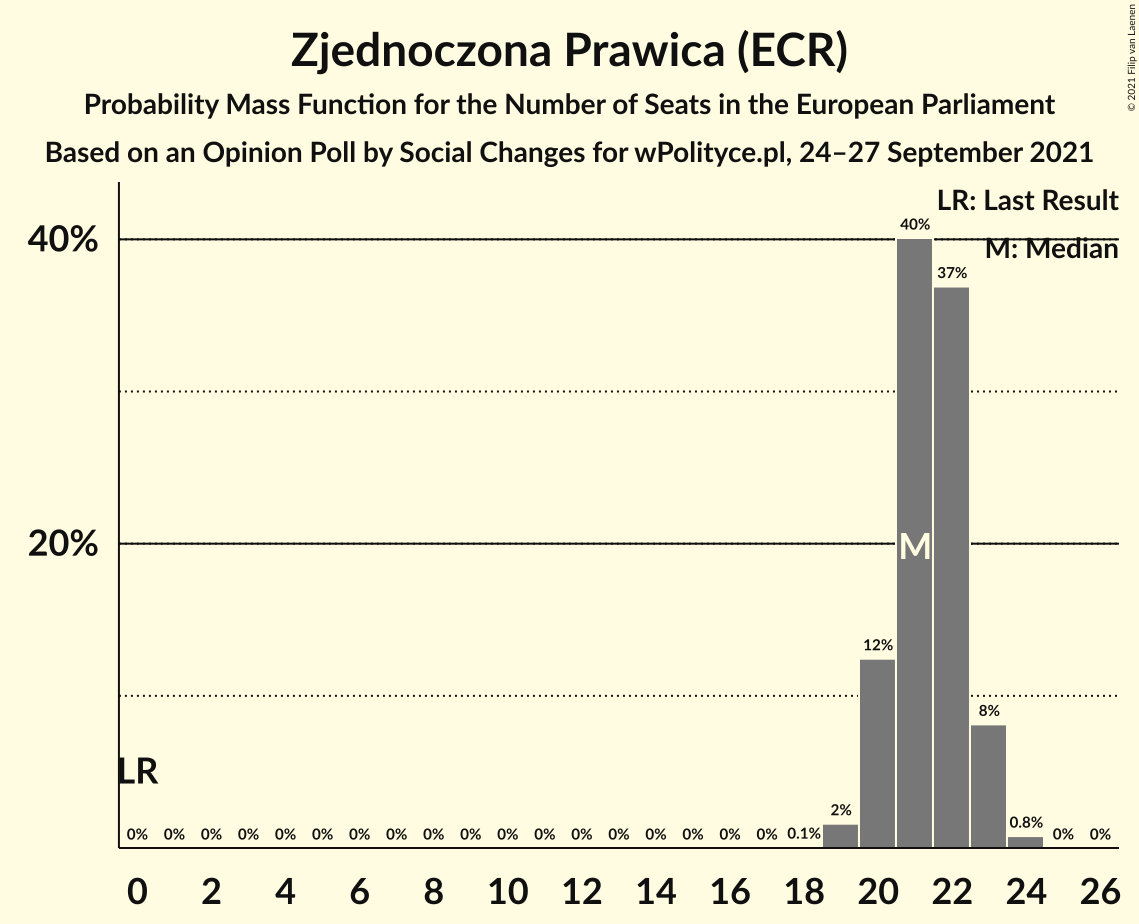 Zjednoczona Prawica (ECR)
Probability Mass Function for the Number of Seats in the European Parliament
Based on an Opinion Poll by Social Changes for wPolityce.pl, 24–27 September 2021
© 2021 Filip van Laenen
LR: Last Result
M: Median
40%
20%
40%
37%
M
12%
8%
LR
2%
0.8%
0% 0% 0% 0% 0% 0% 0% 0% 0% 0% 0% 0% 0% 0% 0% 0% 0% 0% 0.1% 0% 0%
0 2 4 6 8 10 12 14 16 18 20 22 24 26